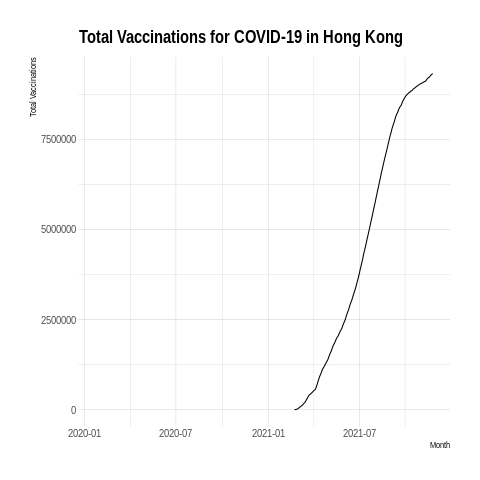 Total Vaccinations for COVID-19 in Hong Kong
Total Vaccinations
7500000
5000000
2500000
0
2020-01 2020-07 2021-01 2021-07
Month